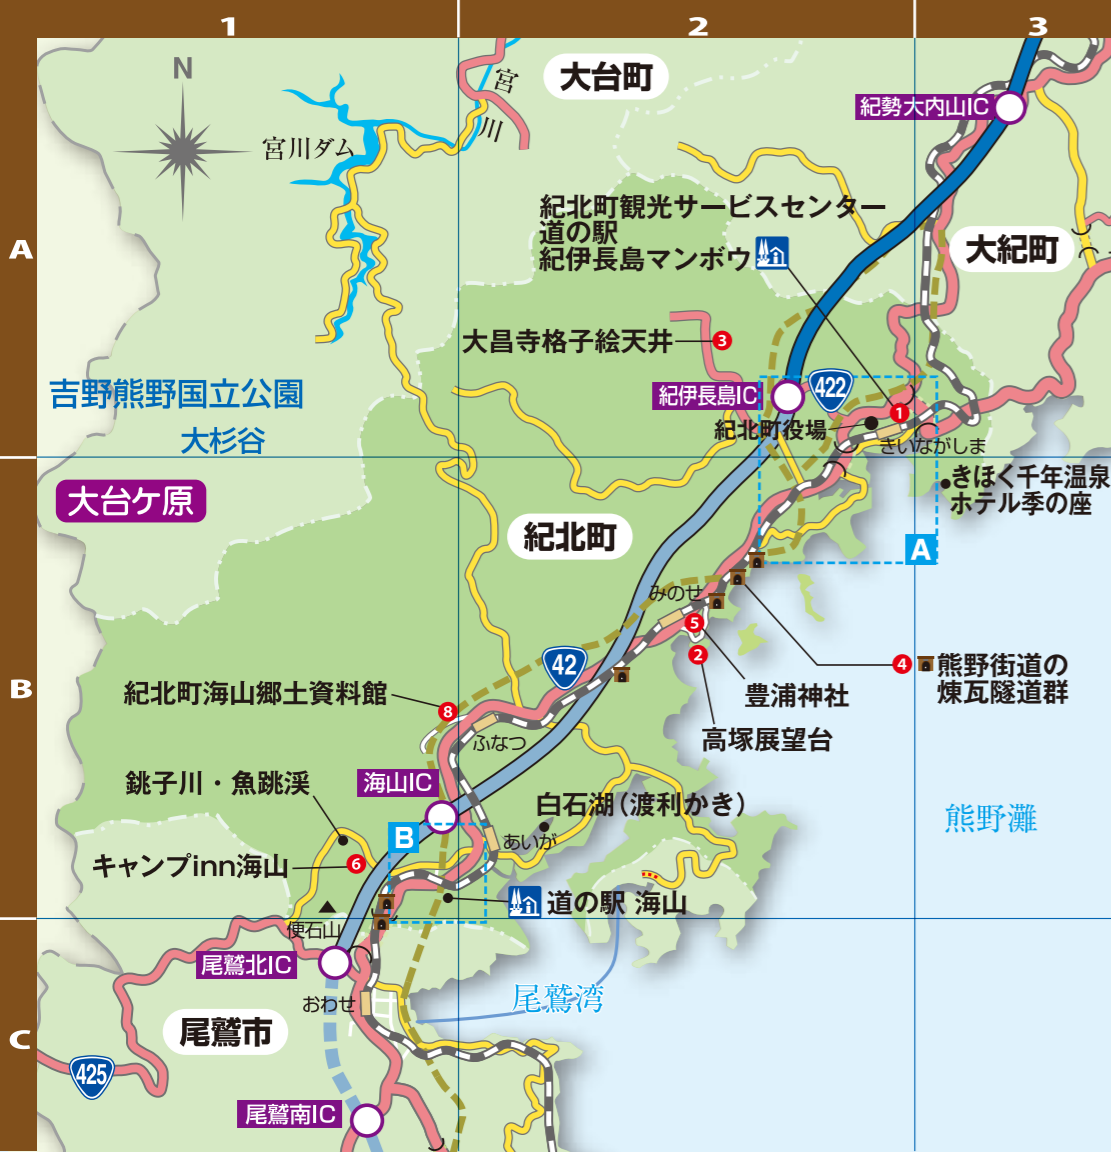 1
2
3
A
B
C
N
大台町
宮
川
宮川ダム
紀勢大内山IC
紀北町観光サービスセンター
道の駅
紀伊長島マンボウ
大紀町
大昌寺格子絵天井
3
紀伊長島IC
422
1
紀北町役場
きいながしま
吉野熊野国立公園
大杉谷
大台ケ原
きほく千年温泉
ホテル季の座
紀北町
A
みのせ
5
2
42
4
熊野街道の
煉瓦隧道群
豊浦神社
高塚展望台
紀北町海山郷土資料館
8
ふなつ
海山IC
銚子川・魚跳渓
白石湖（渡利かき）
熊野灘
B
あいが
キャンプinn海山
6
道の駅 海山
便石山
尾鷲北IC
おわせ
尾鷲湾
尾鷲市
425
尾鷲南IC